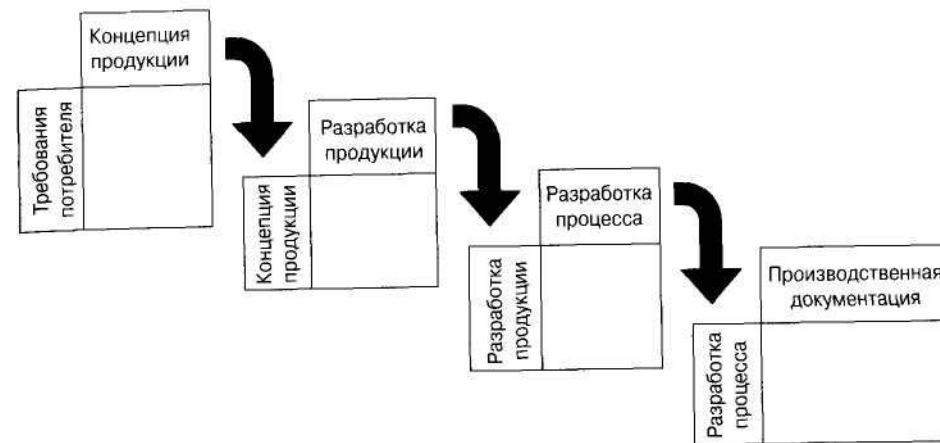 Концепция
продукции
Требования
потребителя
Разработка
продукции
Концепция
продукции
Разработка
процесса
Разработка
продукции
Производственная
документация
Разработка
процесса